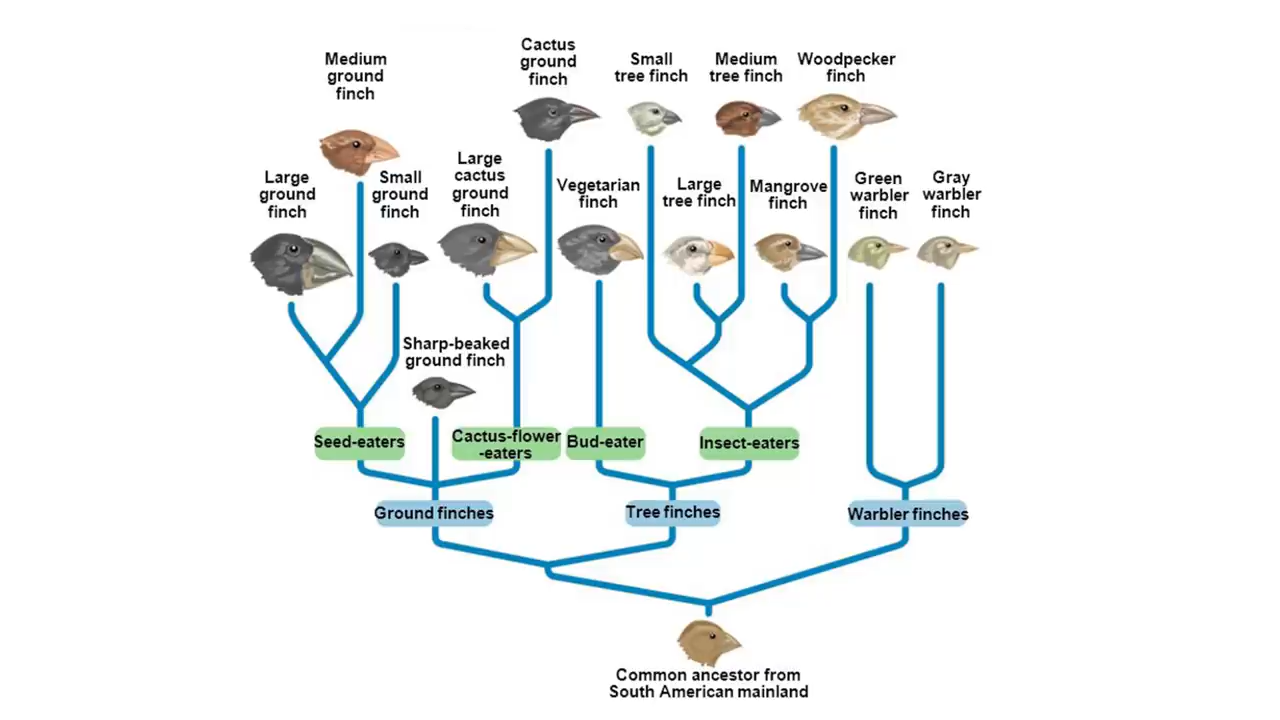 Cactus
ground
finch
Medium
ground
finch
Small
tree finch
Medium
tree finch
Woodpecker
finch
Large
ground
finch
Small
ground
finch
Large
cactus
ground
finch
Vegetarian
finch
Large
tree finch
Mangrove
finch
Green
warbler
finch
Gray
warbler
finch
Sharp-beaked
ground finch
Seed-eaters
Cactus-flower
-eaters
Bud-eater
Insect-eaters
Ground finches
Tree finches
Warbler finches
Common ancestor from
South American mainland